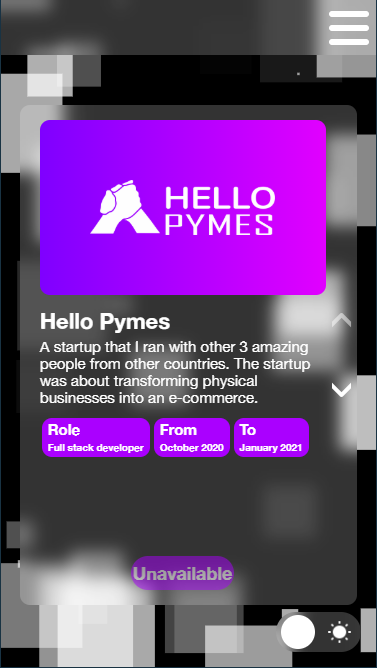 HELLO
PYMES
Hello Pymes
A startup that I ran with other 3 amazing
people from other countries. The startup
was about transforming physical
businesses into an e-commerce.
Role
Full stack developer
From
October 2020
To
January 2021
Unavailable